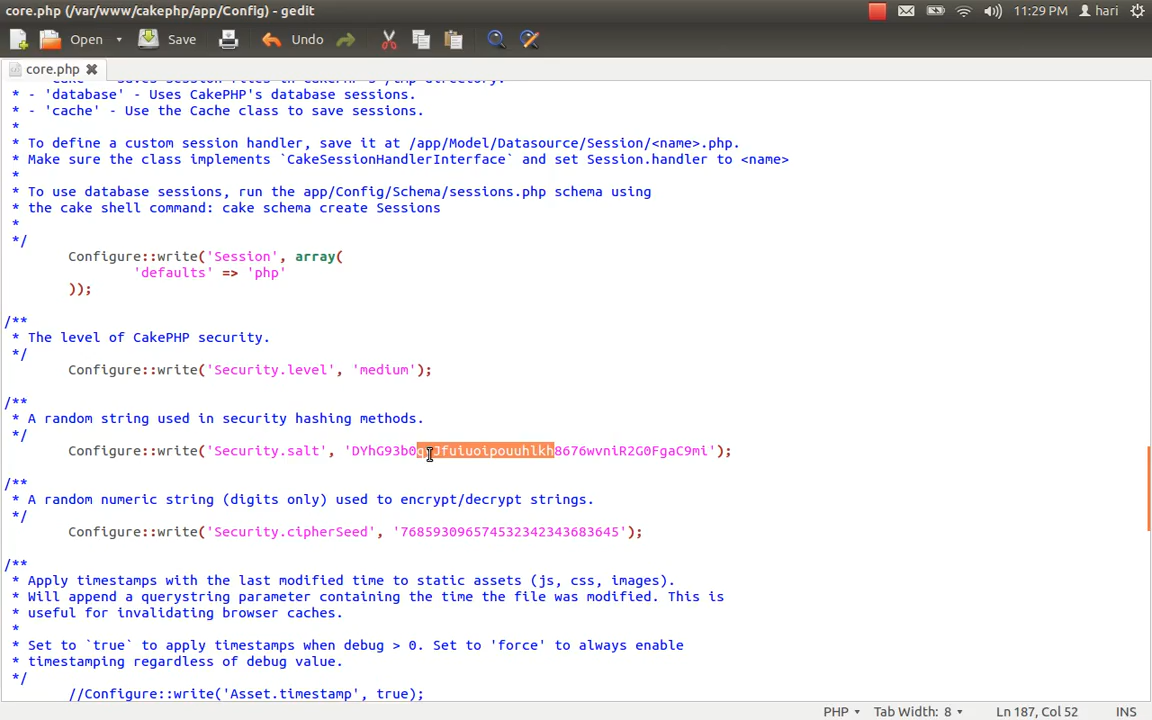 core.php (/var/www/cakephp/app/Config) - gedit
11:29 PM hari
Open Save Undo
core.php
* - 'database' - Uses CakePHP's database sessions.
* - 'cache' - Use the Cache class to save sessions.
*
* To define a custom session handler, save it at /app/Model/Datasource/Session/<name>.php.
* Make sure the class implements `CakeSessionHandlerInterface` and set Session.handler to <name>
*
* To use database sessions, run the app/Config/Schema/sessions.php schema using
* the cake shell command: cake schema create Sessions
*
*/
Configure::write('Session', array(
'defaults' => 'php'
));
/**
* The level of CakePHP security.
*/
Configure::write('Security.level', 'medium');
/**
* A random string used in security hashing methods.
*/
Configure::write('Security.salt',
/**
* A random numeric string (digits only) used to encrypt/decrypt strings.
*/
Configure::write('Security.cipherSeed', '768593096574532342343683645');
/**
* Apply timestamps with the last modified time to static assets (js, css, images).
* Will append a querystring parameter containing the time the file was modified. This is
* useful for invalidating browser caches.
*
* Set to `true` to apply timestamps when debug > 0. Set to 'force' to always enable
* timestamping regardless of debug value.
*/
//Configure::write('Asset.timestamp', true);
PHP Tab Width: 8 Ln 187, Col 52 INS